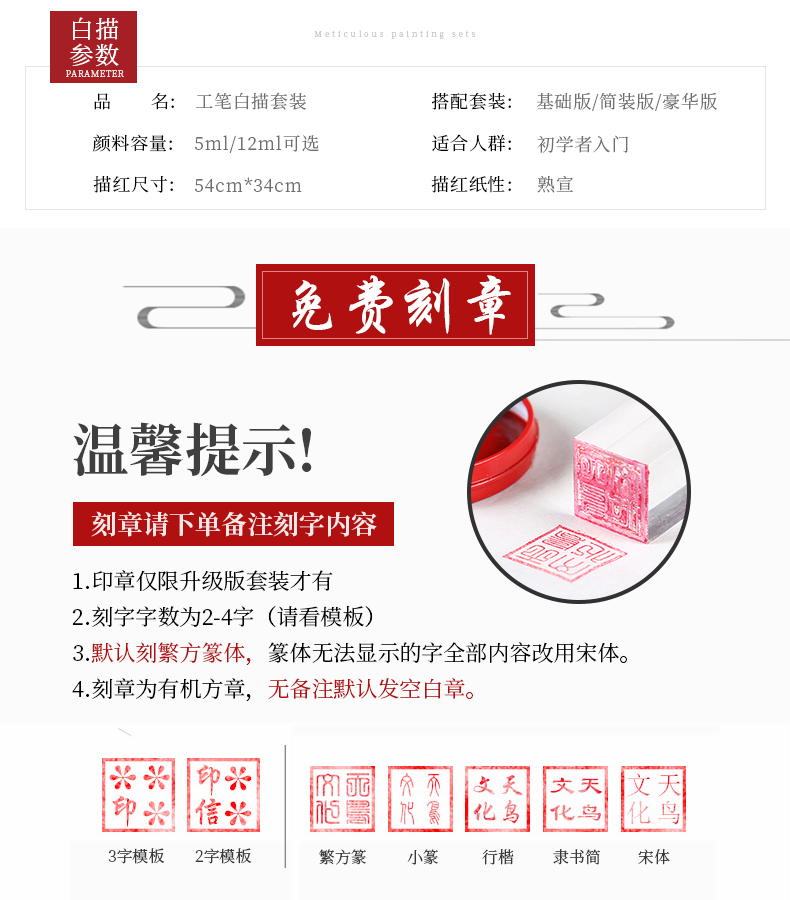 白描
参数
PARAMETER
Meticulous painting sets
品 名: 工笔白描套装
搭配套装: 基础版/简装版/豪华版
颜料容量: 5ml/12ml可选
适合人群: 初学者入门
描红尺寸: 54cm*34cm
描红纸性: 熟宣
免费刻章
温馨提示!
刻章请下单备注刻字内容
1.印章仅限升级版套装才有
2.刻字字数为2-4字（请看模板）
3.默认刻繁方篆体，篆体无法显示的字全部内容改用宋体。
4.刻章为有机方章，无备注默认发空白章。
印
印信
天鸟文化
天鸟文化
天鸟文化
天鸟文化
天鸟文化
3字模板
2字模板
繁方篆
小篆
行楷
隶书简
宋体